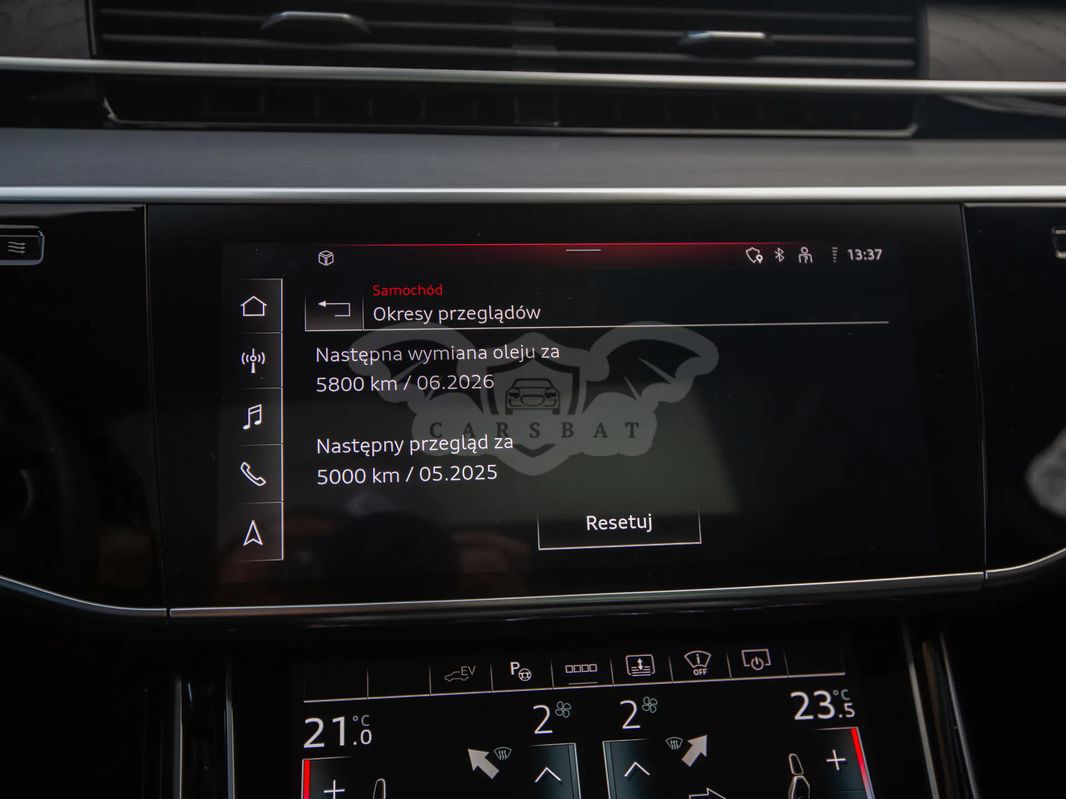 13:37
Samochód
Okresy przeglądów
Następna wymiana oleju za
5800 km / 06.2026
CARSBAT
Następny przegląd za
5000 km / 05.2025
Resetuj
EV
P
OFF
21.0 °C
2
2
23.5 °C